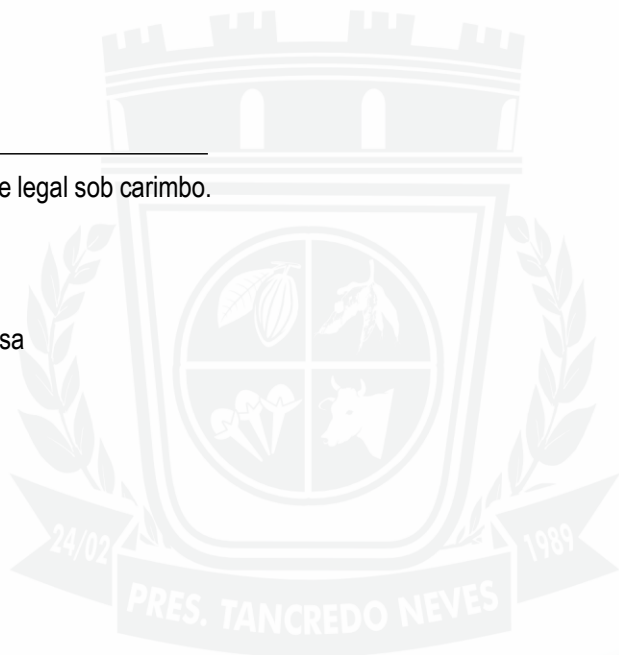 e legal sob carimbo.
sa
24/02
1989
PRES. TANCREDO NEVES